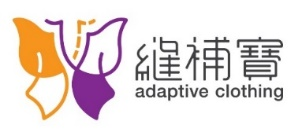 縫補寶
adaptive clothing